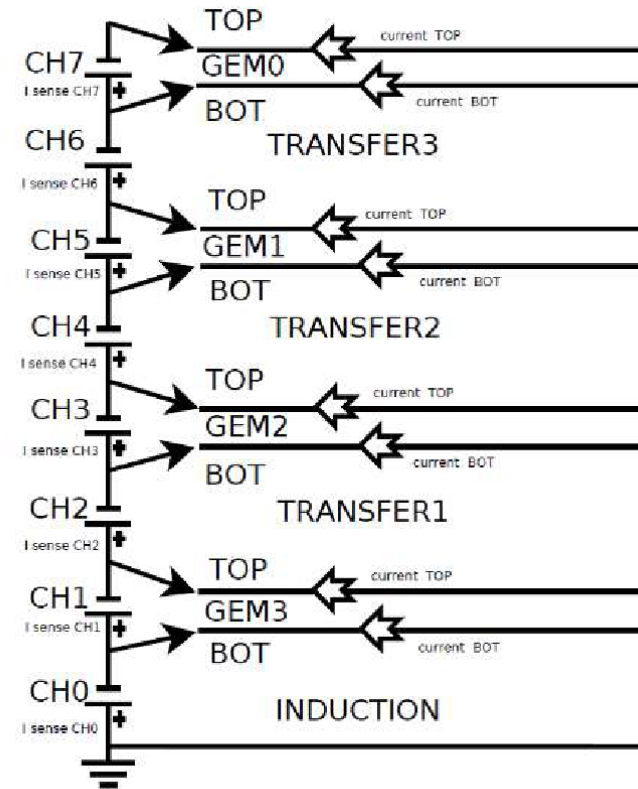 TOP
current TOP
CH7
GEM0
I sense CH7
+
current BOT
BOT
CH6
TRANSFER3
I sense CH6
+
TOP
current TOP
CH5
GEM1
I sense CH5
+
current BOT
BOT
CH4
TRANSFER2
I sense CH4
+
TOP
current TOP
CH3
GEM2
I sense CH3
+
current BOT
BOT
CH2
TRANSFER1
I sense CH2
+
TOP
current TOP
CH1
GEM3
I sense CH1
+
current BOT
BOT
CH0
INDUCTION
I sense CH0
+